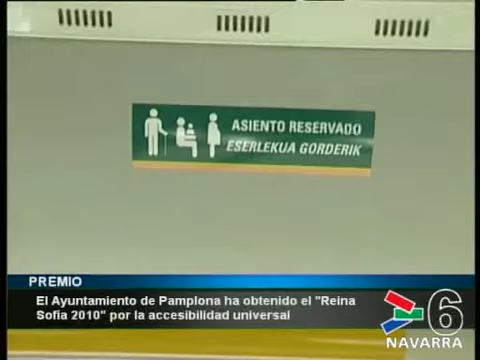 ASIENTO RESERVADO
ESERLEKUA GORDERIK
PREMIO
El Ayuntamiento de Pamplona ha obtenido el "Reina
Sofía 2010" por la accesibilidad universal
6
NAVARRA